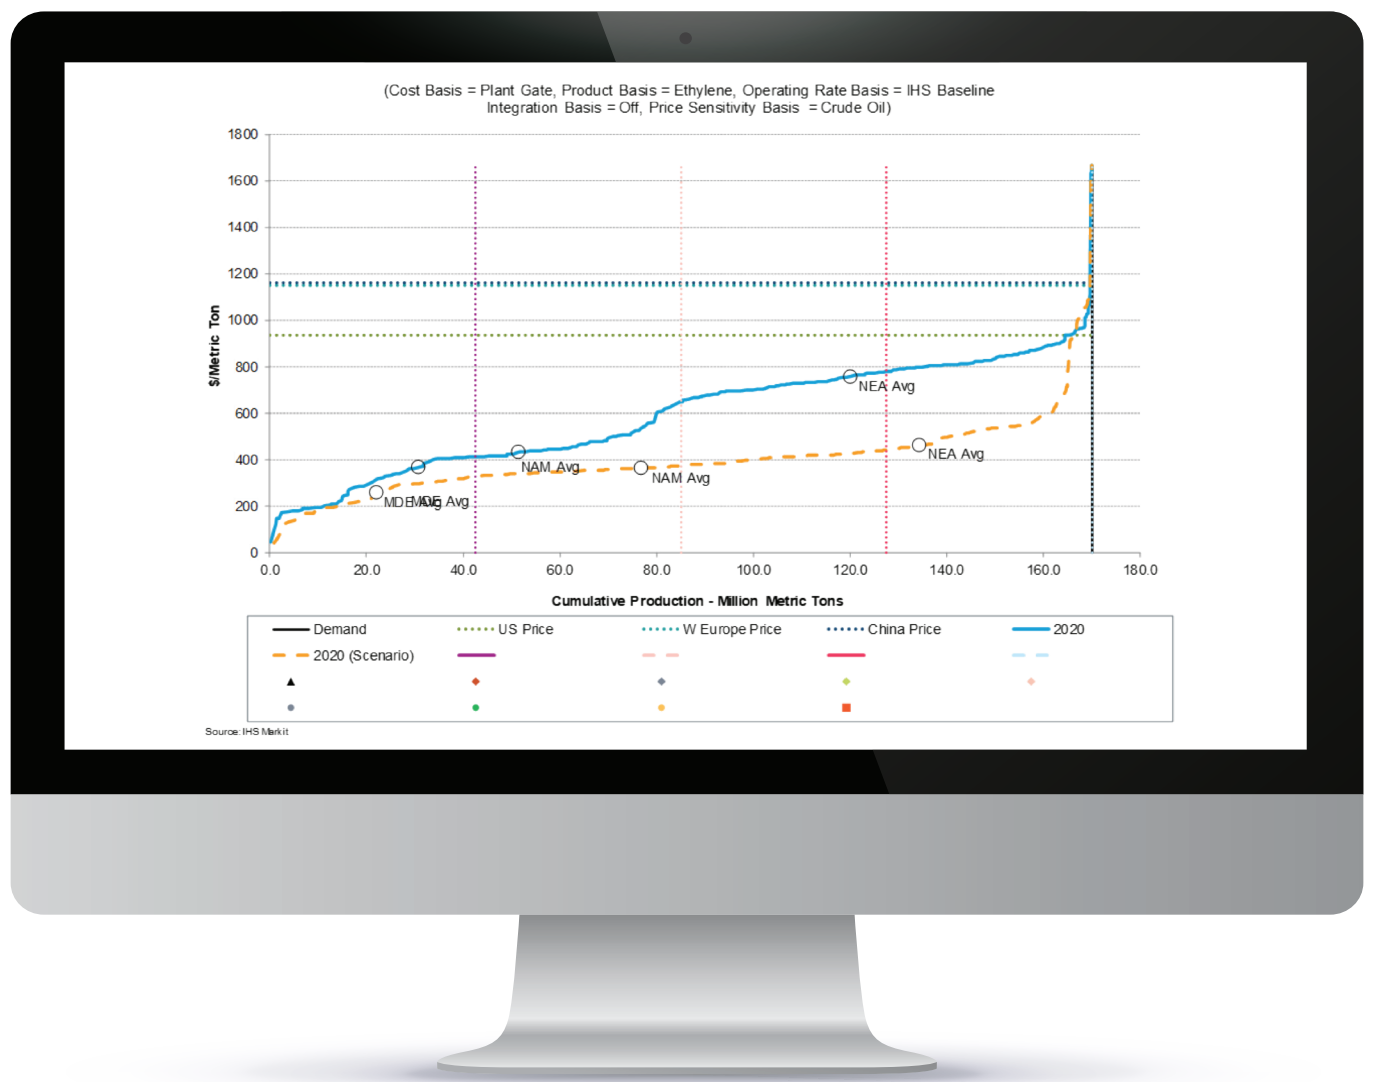 (Cost Basis = Plant Gate, Product Basis = Ethylene, Operating Rate Basis = IHS Baseline
Integration Basis = Off, Price Sensitivity Basis = Crude Oil)
1800
1600
1400
1200
1000
800
600
400
200
0
$/Metric Ton
NEA Avg
NAM Avg
NEA Avg
NAM Avg
MDE Avg
MDE Avg
0.0 20.0 40.0 60.0 80.0 100.0 120.0 140.0 160.0 180.0
Cumulative Production - Million Metric Tons
Demand US Price W Europe Price China Price 2020
2020 (Scenario)
Source: IHS Markit